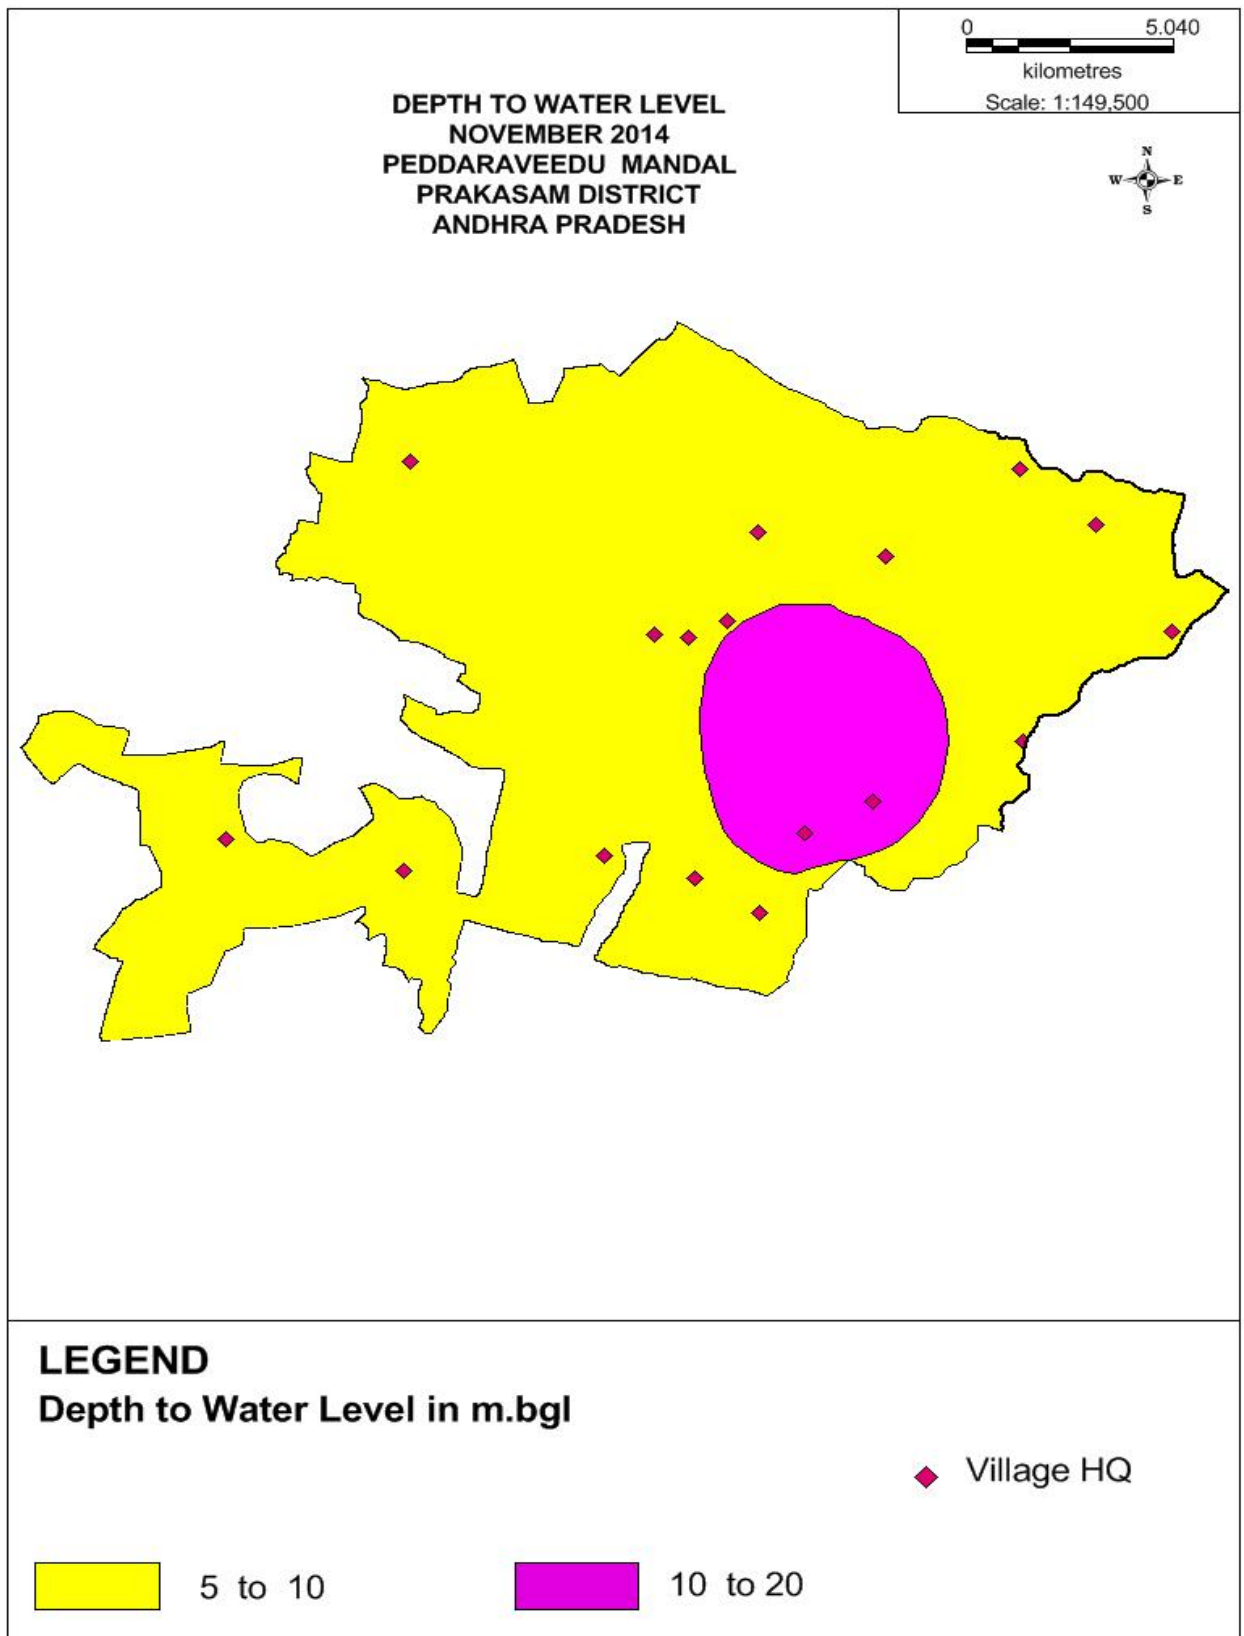 0 5.040
kilometres
Scale: 1:149,500
DEPTH TO WATER LEVEL
NOVEMBER 2014
PEDDARAVEEDU MANDAL
PRAKASAM DISTRICT
ANDHRA PRADESH
N
W E
S
LEGEND
Depth to Water Level in m.bgl
Village HQ
5 to 10
10 to 20